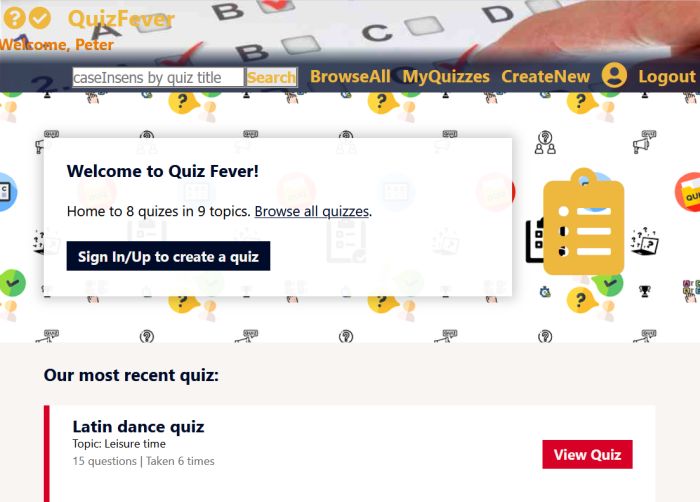 QuizFever
Welcome, Peter
caseInsens by quiz title Search BrowseAll MyQuizzes CreateNew Logout
Welcome to Quiz Fever!
Home to 8 quizes in 9 topics. Browse all quizzes.
Sign In/Up to create a quiz
Our most recent quiz:
Latin dance quiz
Topic: Leisure time
15 questions | Taken 6 times
View Quiz